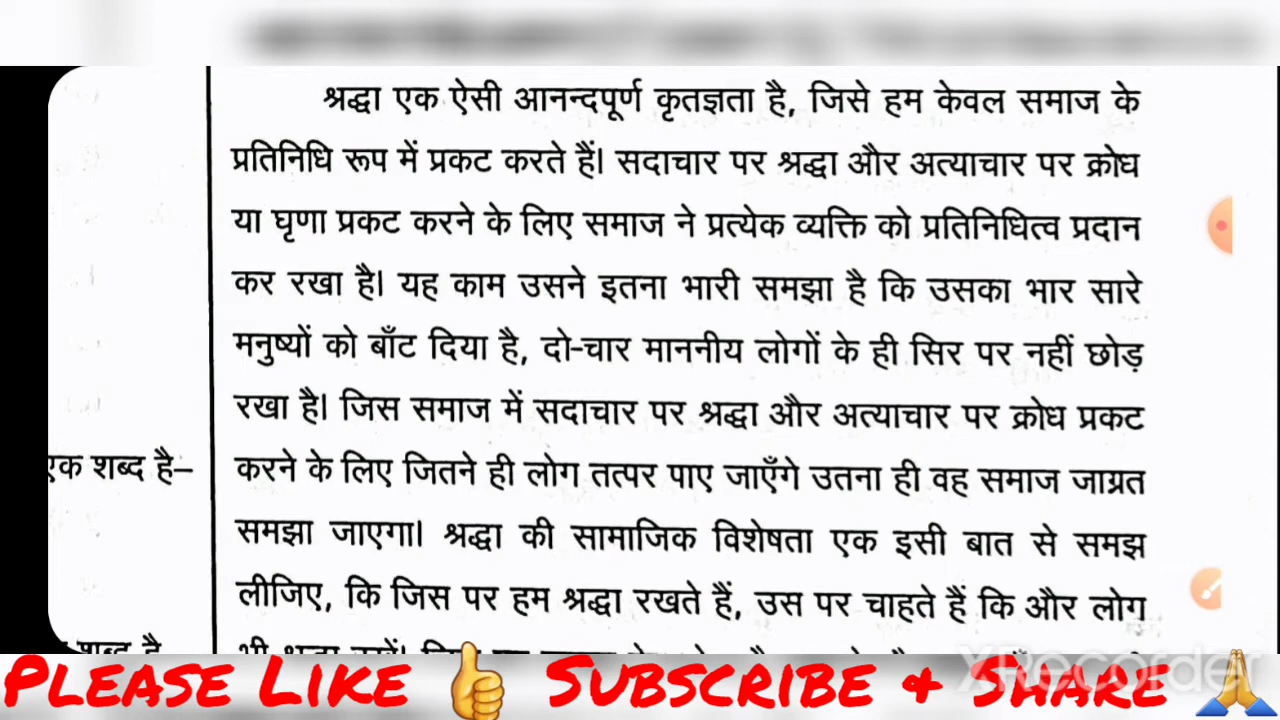 श्रद्धा एक ऐसी आनन्दपूर्ण कृतज्ञता है, जिसे हम केवल समाज के
प्रतिनिधि रूप में प्रकट करते हैं। सदाचार पर श्रद्धा और अत्याचार पर क्रोध
या घृणा प्रकट करने के लिए समाज ने प्रत्येक व्यक्ति को प्रतिनिधित्व प्रदान
कर रखा है। यह काम उसने इतना भारी समझा है कि उसका भार सारे
मनुष्यों को बाँट दिया है, दो-चार माननीय लोगों के ही सिर पर नहीं छोड़
रखा है। जिस समाज में सदाचार पर श्रद्धा और अत्याचार पर क्रोध प्रकट
एक शब्द है–
करने के लिए जितने ही लोग तत्पर पाए जाएँगे उतना ही वह समाज जाग्रत
समझा जाएगा। श्रद्धा की सामाजिक विशेषता एक इसी बात से समझ
लीजिए, कि जिस पर हम श्रद्धा रखते हैं, उस पर चाहते हैं कि और लोग
XRecorder
Please Like 👍 Subscribe & Share 🙏